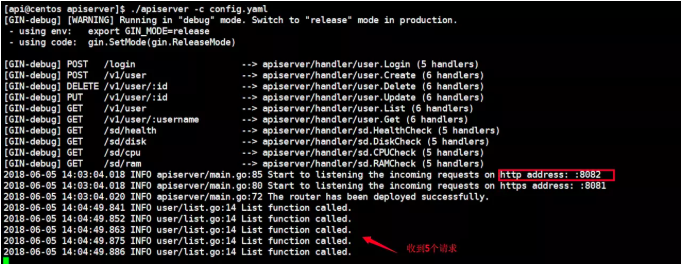 [api@centos apiserver]$ ./apiserver -c config.yaml
[GIN-debug] [WARNING] Running in "debug" mode. Switch to "release" mode in production.
 - using env:   export GIN_MODE=release
 - using code:  gin.SetMode(gin.ReleaseMode)
[GIN-debug] POST   /login                    --> apiserver/handler/user.Login (5 handlers)
[GIN-debug] POST   /v1/user                  --> apiserver/handler/user.Create (6 handlers)
[GIN-debug] DELETE /v1/user/:id              --> apiserver/handler/user.Delete (6 handlers)
[GIN-debug] PUT    /v1/user/:id              --> apiserver/handler/user.Update (6 handlers)
[GIN-debug] GET    /v1/user                  --> apiserver/handler/user.List (6 handlers)
[GIN-debug] GET    /v1/user/:username        --> apiserver/handler/user.Get (6 handlers)
[GIN-debug] GET    /sd/health                --> apiserver/handler/sd.HealthCheck (5 handlers)
[GIN-debug] GET    /sd/disk                  --> apiserver/handler/sd.DiskCheck (5 handlers)
[GIN-debug] GET    /sd/cpu                   --> apiserver/handler/sd.CPUCheck (5 handlers)
[GIN-debug] GET    /sd/ram                   --> apiserver/handler/sd.RAMCheck (5 handlers)
2018-06-05 14:03:04.018 INFO apiserver/main.go:85 Start to listening the incoming requests on http address: :8082
2018-06-05 14:03:04.018 INFO apiserver/main.go:80 Start to listening the incoming requests on https address: :8081
2018-06-05 14:03:04.020 INFO apiserver/main.go:72 The router has been deployed successfully.
2018-06-05 14:04:49.841 INFO user/list.go:14 List function called.
2018-06-05 14:04:49.852 INFO user/list.go:14 List function called.
2018-06-05 14:04:49.863 INFO user/list.go:14 List function called.
2018-06-05 14:04:49.875 INFO user/list.go:14 List function called.
2018-06-05 14:04:49.886 INFO user/list.go:14 List function called.
收到5个请求